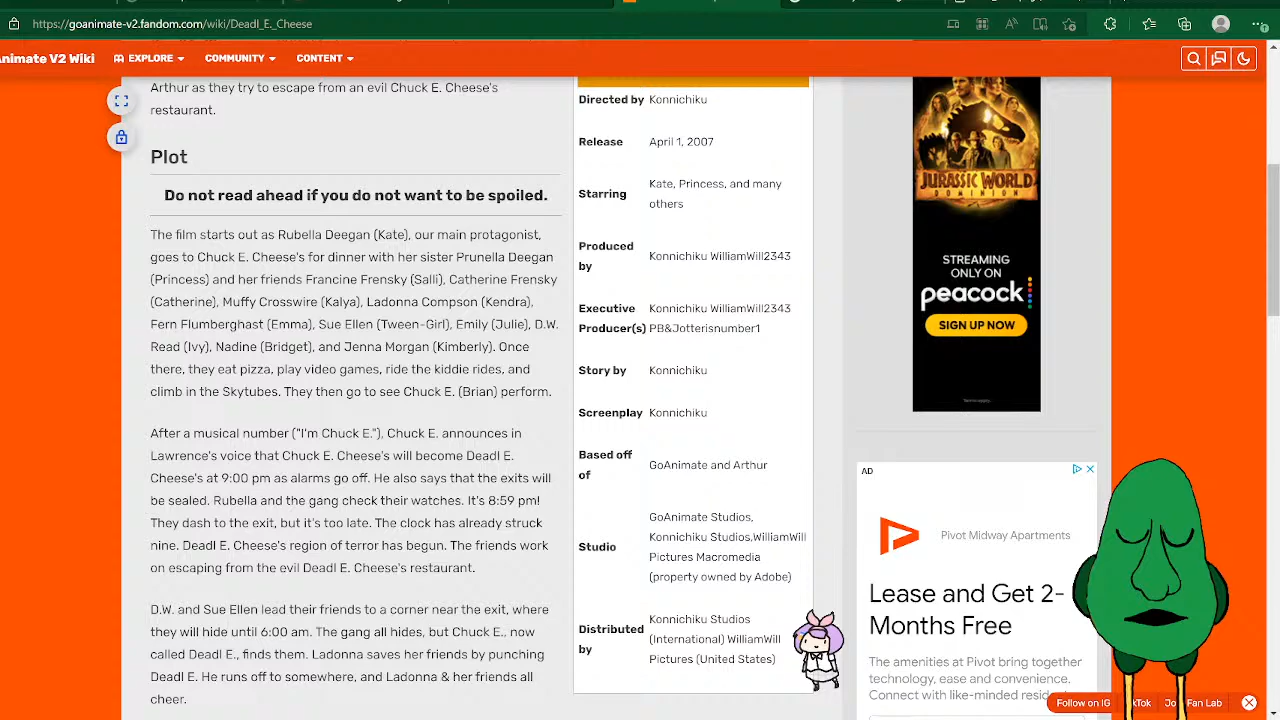 https://goanimate-v2.fandom.com/wiki/Deadl_E._Cheese
Animate V2 Wiki
EXPLORE
COMMUNITY
CONTENT
Arthur as they try to escape from an evil Chuck E. Cheese's
restaurant.
Plot
Do not read ahead if you do not want to be spoiled.
The film starts out as Rubella Deegan (Kate), our main protagonist,
goes to Chuck E. Cheese's for dinner with her sister Prunella Deegan
(Princess) and her friends Francine Frensky (Salli), Catherine Frensky
(Catherine), Muffy Crosswire (Kalya), Ladonna Compson (Kendra),
Fern Flumberghast (Emma), Sue Ellen (Tween-Girl), Emily (Julie), D.W.
Read (Ivy), Nadine (Bridget), and Jenna Morgan (Kimberly). Once
there, they eat pizza, play video games, ride the kiddie rides, and
climb in the Skytubes. They then go to see Chuck E. (Brian) perform.
After a musical number ("I'm Chuck E."), Chuck E. announces in
Lawrence's voice that Chuck E. Cheese's will become Deadl E.
Cheese's at 9:00 pm as alarms go off. He also says that the exits will
be sealed. Rubella and the gang check their watches. It's 8:59 pm!
They dash to the exit, but it's too late. The clock has already struck
nine. Deadl E. Cheese's region of terror has begun. The friends work
on escaping from the evil Deadl E. Cheese's restaurant.
D.W. and Sue Ellen lead their friends to a corner near the exit, where
they will hide until 6:00 am. The gang all hides, but Chuck E., now
called Deadl E., finds them. Ladonna saves her friends by punching
Deadl E. He runs off to somewhere, and Ladonna & her friends all
cheer.
Directed by Konnichiku
Release April 1, 2007
Starring Kate, Princess, and many
others
Produced
by Konnichiku WilliamWill2343
Executive Konnichiku WilliamWill2343
Producer(s) PB&Jotterisnumber1
Story by Konnichiku
Screenplay Konnichiku
Based off
of GoAnimate and Arthur
Studio GoAnimate Studios,
Konnichiku Studios,WilliamWill
Pictures Macromedia
(property owned by Adobe)
Distributed
by Konnichiku Studios
(International) WilliamWill
Pictures (United States)
JURASSIC WORLD
DOMINION
STREAMING
ONLY ON
peacock
SIGN UP NOW
AD
Pivot Midway Apartments
Lease and Get 2-
Months Free
The amenities at Pivot bring together
technology, ease and convenience.
Connect with like-minded
Follow on IG
Fan Lab